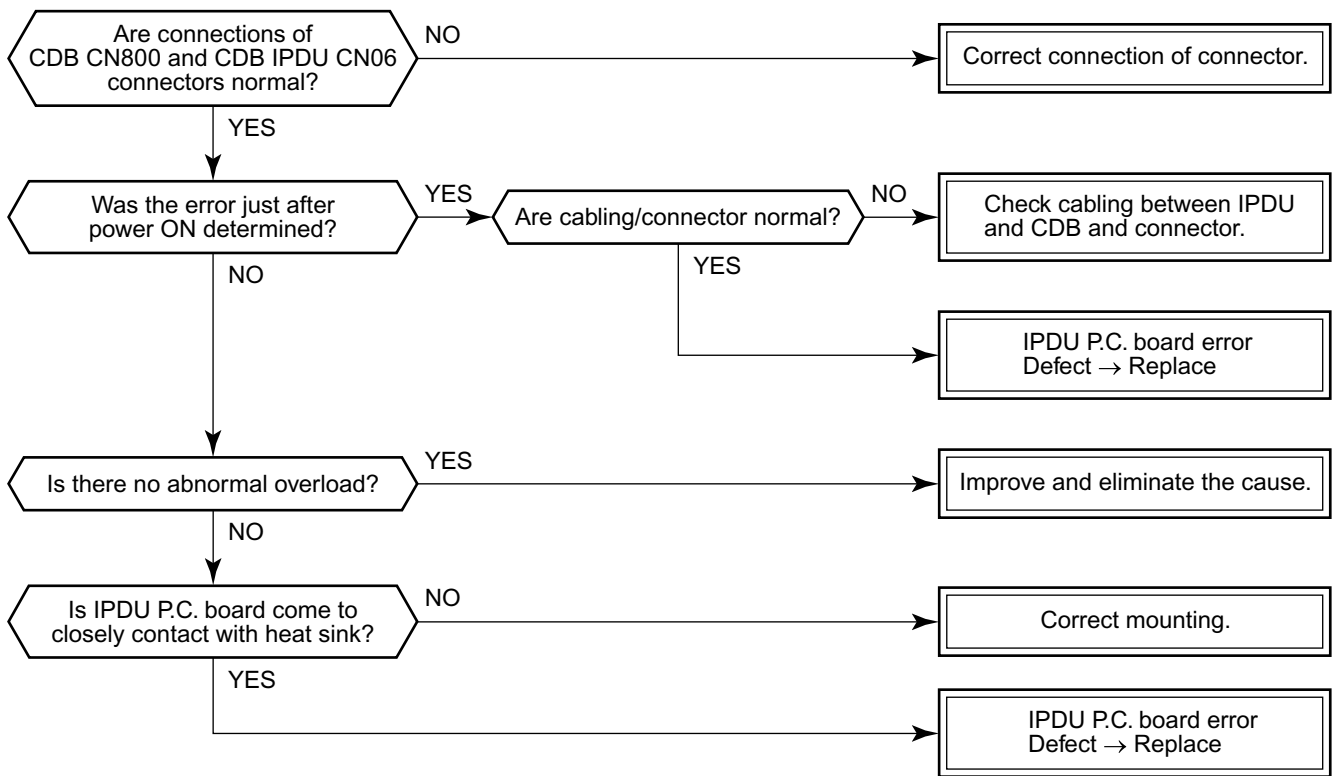 Are connections of
CDB CN800 and CDB IPDU CN06
connectors normal?
NO
Correct connection of connector.
YES
Was the error just after
power ON determined?
YES
Are cabling/connector normal?
NO
Check cabling between IPDU
and CDB and connector.
NO
YES
IPDU P.C. board error
Defect → Replace
Is there no abnormal overload?
YES
Improve and eliminate the cause.
NO
Is IPDU P.C. board come to
closely contact with heat sink?
NO
Correct mounting.
YES
IPDU P.C. board error
Defect → Replace